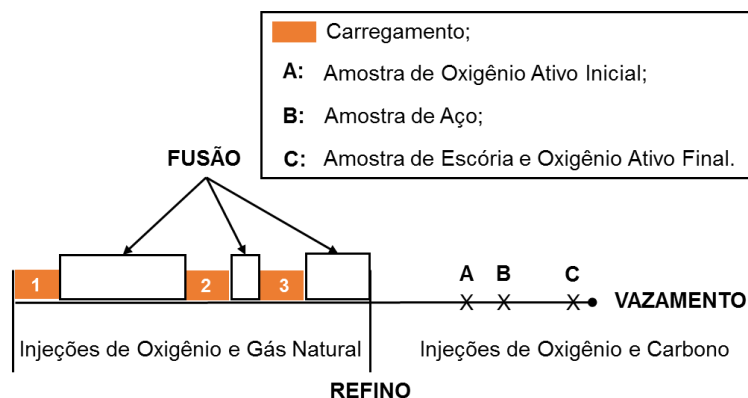 Carregamento;
A: Amostra de Oxigênio Ativo Inicial;
B: Amostra de Aço;
C: Amostra de Escória e Oxigênio Ativo Final.
FUSÃO
A B C
1 2 3
VAZAMENTO
Injeções de Oxigênio e Gás Natural Injeções de Oxigênio e Carbono
REFINO